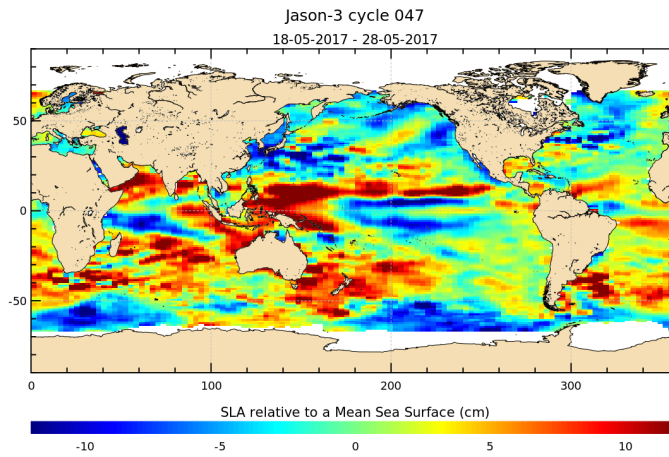 Jason-3 cycle 047
18-05-2017 - 28-05-2017
50
0
-50
0 100 200 300
SLA relative to a Mean Sea Surface (cm)
-10 -5 0 5 10